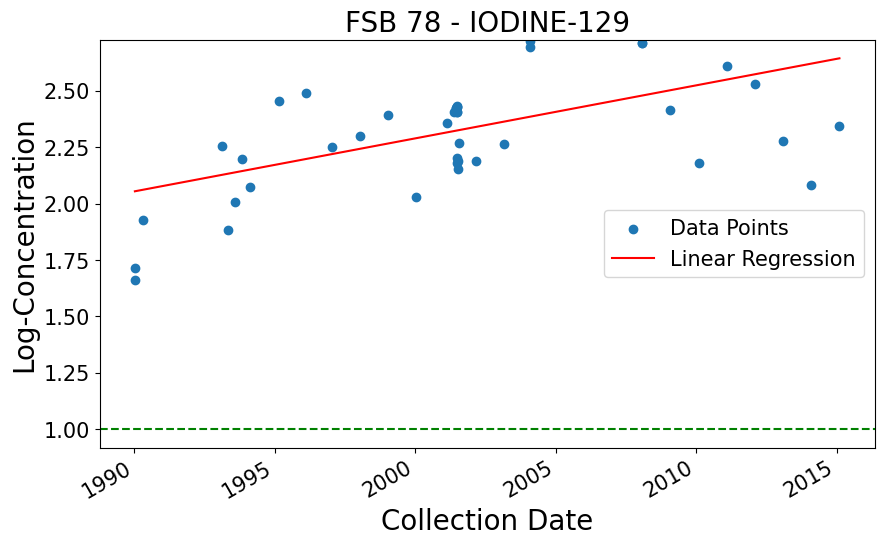 FSB 78 - IODINE-129
Log-Concentration
2.50
2.25
2.00
1.75
1.50
1.25
1.00
Data Points
Linear Regression
1990
1995
2000
2005
2010
2015
Collection Date